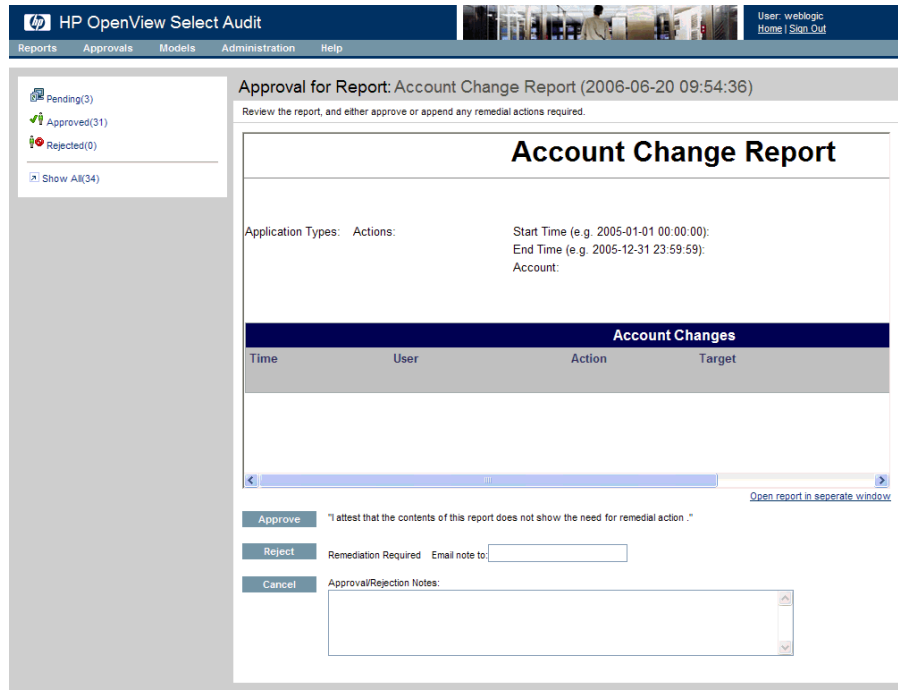 hp HP OpenView Select Audit
User: weblogic
Home | Sign Out
Reports Approvals Models Administration Help
Pending(3)
Approved(31)
Rejected(0)
Show All(34)
Approval for Report: Account Change Report (2006-06-20 09:54:36)
Review the report, and either approve or append any remedial actions required.
Account Change Report
Application Types: Actions: Start Time (e.g. 2005-01-01 00:00:00):
End Time (e.g. 2005-12-31 23:59:59):
Account:
Account Changes
Time User Action Target
Open report in seperate window
Approve "I attest that the contents of this report does not show the need for remedial action ."
Reject Remediation Required Email note to:
Cancel Approval/Rejection Notes: